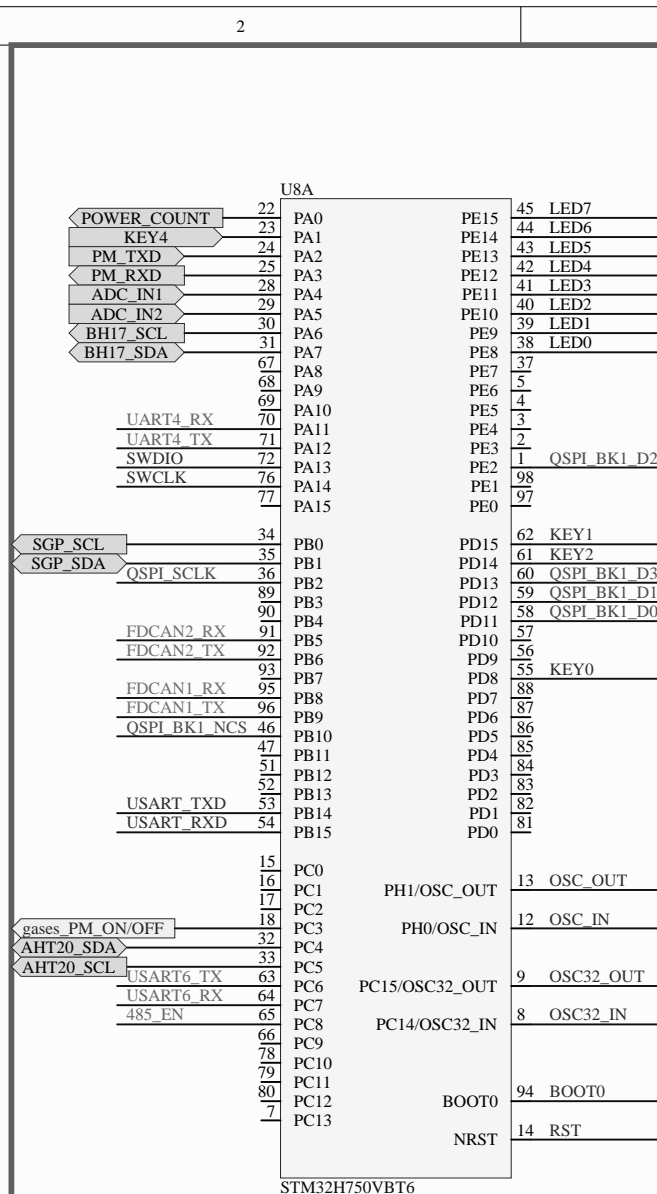 2
U8A
POWER_COUNT 22 PA0 PE15 45 LED7
KEY4 23 PA1 PE14 44 LED6
PM_TXD 24 PA2 PE13 43 LED5
PM_RXD 25 PA3 PE12 42 LED4
ADC_IN1 28 PA4 PE11 41 LED3
ADC_IN2 29 PA5 PE10 40 LED2
BH17_SCL 30 PA6 PE9 39 LED1
BH17_SDA 31 PA7 PE8 38 LED0
67 PA8 PE7 37
68 PA9 PE6 5
69 PA10 PE5 4
UART4_RX 70 PA11 PE4 3
UART4_TX 71 PA12 PE3 2
SWDIO 72 PA13 PE2 1 QSPI_BK1_D2
SWCLK 76 PA14 PE1 98
77 PA15 PE0 97
SGP_SCL 34 PB0 PD15 62 KEY1
SGP_SDA 35 PB1 PD14 61 KEY2
QSPI_SCLK 36 PB2 PD13 60 QSPI_BK1_D3
89 PB3 PD12 59 QSPI_BK1_D1
90 PB4 PD11 58 QSPI_BK1_D0
FDCAN2_RX 91 PB5 PD10 57
FDCAN2_TX 92 PB6 PD9 56
93 PB7 PD8 55 KEY0
FDCAN1_RX 95 PB8 PD7 88
FDCAN1_TX 96 PB9 PD6 87
QSPI_BK1_NCS 46 PB10 PD5 86
47 PB11 PD4 85
51 PB12 PD3 84
52 PB13 PD2 83
USART_TXD 53 PB14 PD1 82
USART_RXD 54 PB15 PD0 81
15 PC0
16 PC1 PH1/OSC_OUT 13 OSC_OUT
17 PC2
gases_PM_ON/OFF 18 PC3 PH0/OSC_IN 12 OSC_IN
AHT20_SDA 32 PC4
AHT20_SCL 33 PC5
USART6_TX 63 PC6 PC15/OSC32_OUT 9 OSC32_OUT
USART6_RX 64 PC7
485_EN 65 PC8 PC14/OSC32_IN 8 OSC32_IN
66 PC9
78 PC10
79 PC11
80 PC12 BOOT0 94 BOOT0
7 PC13
NRST 14 RST
STM32H750VBT6